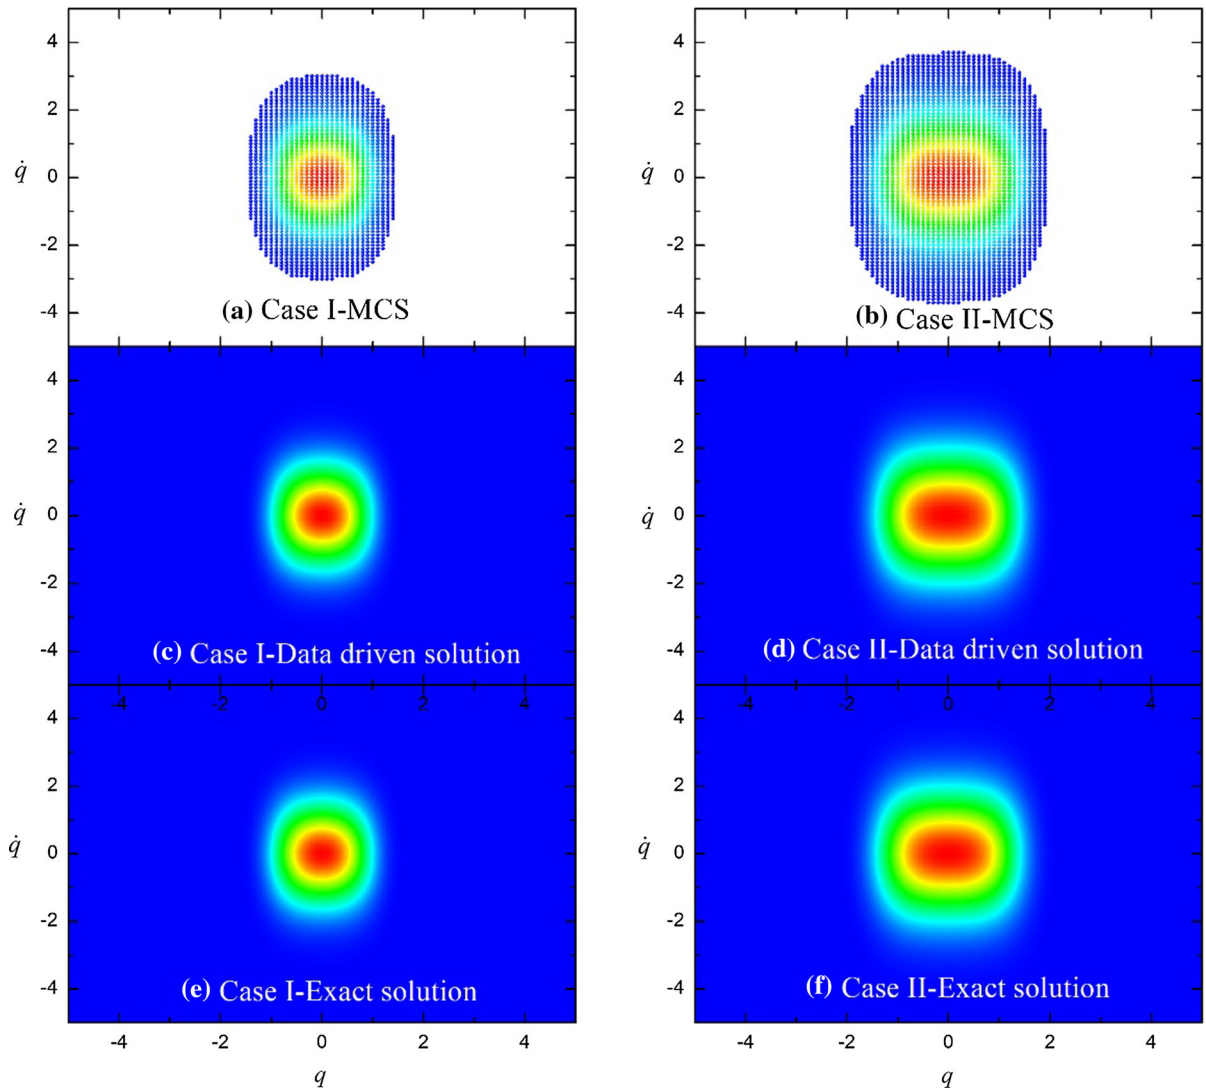 4
2
q̇ 0
-2
-4
(a) Case I-MCS
4
2
q̇ 0
-2
-4
(b) Case II-MCS
4
2
q̇ 0
-2
-4
(c) Case I-Data driven solution
-4 -2 0 2 4
4
2
q̇ 0
-2
-4
(d) Case II-Data driven solution
-4 -2 0 2 4
4
2
q̇ 0
-2
-4
(e) Case I-Exact solution
-4 -2 0 2 4
q
4
2
q̇ 0
-2
-4
(f) Case II-Exact solution
-4 -2 0 2 4
q